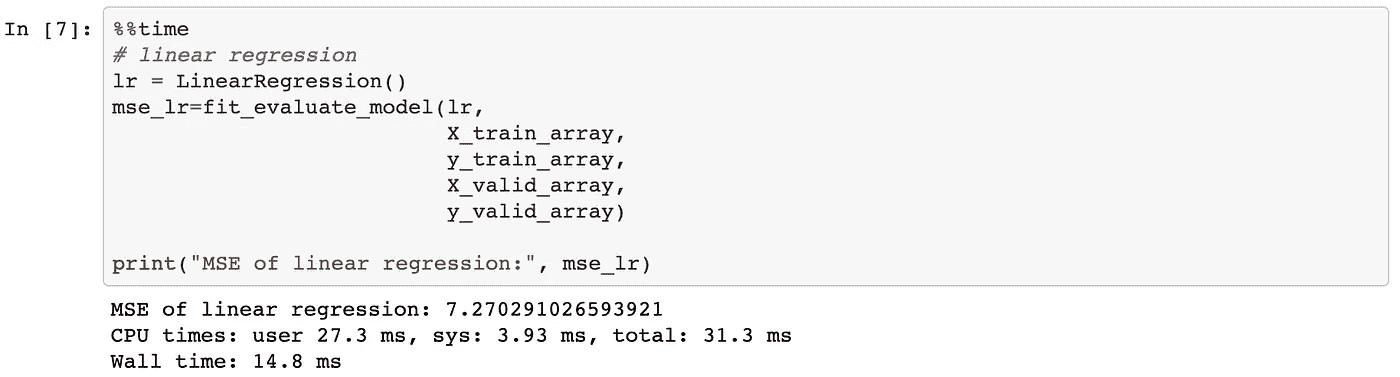 In [7]: %%time
# linear regression
lr = LinearRegression()
mse_lr=fit_evaluate_model(lr,
X_train_array,
y_train_array,
X_valid_array,
y_valid_array)
print("MSE of linear regression:", mse_lr)
MSE of linear regression: 7.270291026593921
CPU times: user 27.3 ms, sys: 3.93 ms, total: 31.3 ms
Wall time: 14.8 ms